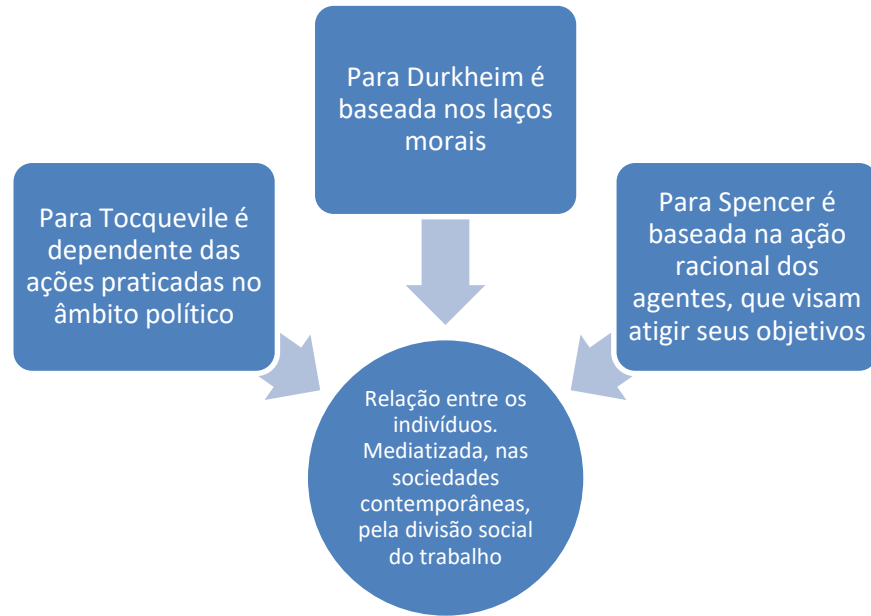 Para Durkheim é
baseada nos laços
morais
Para Tocquevile é
dependente das
ações praticadas no
âmbito político
Para Spencer é
baseada na ação
racional dos
agentes, que visam
atigir seus objetivos
Relação entre os
indivíduos.
Mediatizada, nas
sociedades
contemporâneas,
pela divisão social
do trabalho